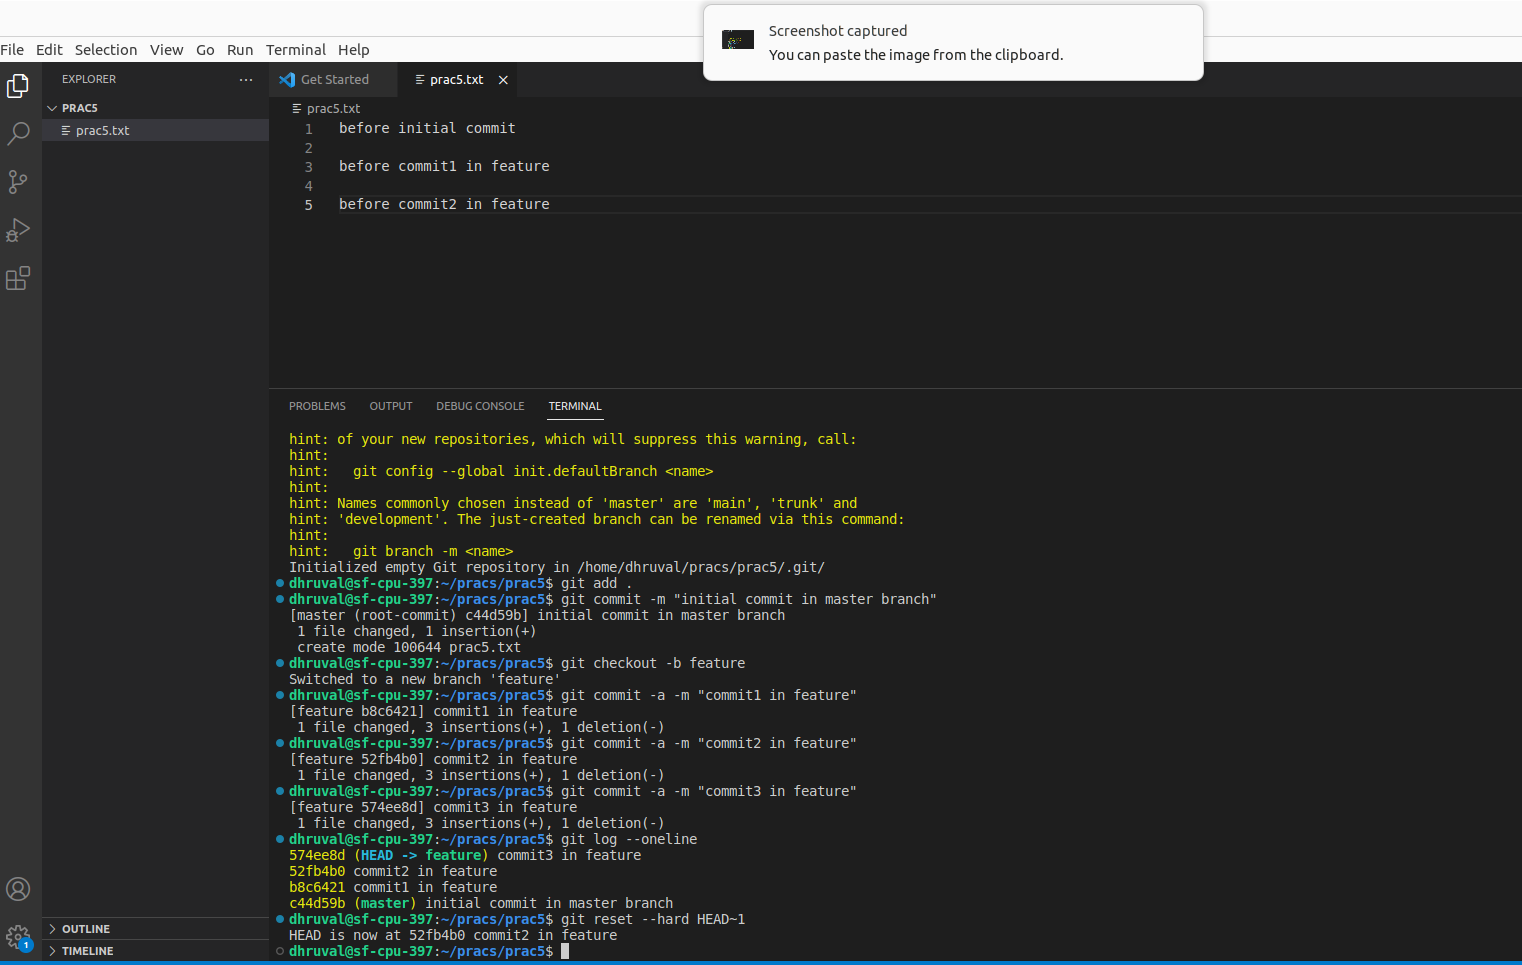 Screenshot captured
You can paste the image from the clipboard.
File Edit Selection View Go Run Terminal Help
EXPLORER ...
PRAC5
prac5.txt
Get Started
prac5.txt
prac5.txt
1 before initial commit
2
3 before commit1 in feature
4
5 before commit2 in feature
PROBLEMS OUTPUT DEBUG CONSOLE TERMINAL
hint: of your new repositories, which will suppress this warning, call:
hint:
hint:   git config --global init.defaultBranch <name>
hint:
hint: Names commonly chosen instead of 'master' are 'main', 'trunk' and
hint: 'development'. The just-created branch can be renamed via this command:
hint:
hint:   git branch -m <name>
Initialized empty Git repository in /home/dhruval/pracs/prac5/.git/
dhruval@sf-cpu-397:~/pracs/prac5$ git add .
dhruval@sf-cpu-397:~/pracs/prac5$ git commit -m "initial commit in master branch"
[master (root-commit) c44d59b] initial commit in master branch
 1 file changed, 1 insertion(+)
 create mode 100644 prac5.txt
dhruval@sf-cpu-397:~/pracs/prac5$ git checkout -b feature
Switched to a new branch 'feature'
dhruval@sf-cpu-397:~/pracs/prac5$ git commit -a -m "commit1 in feature"
[feature b8c6421] commit1 in feature
 1 file changed, 3 insertions(+), 1 deletion(-)
dhruval@sf-cpu-397:~/pracs/prac5$ git commit -a -m "commit2 in feature"
[feature 52fb4b0] commit2 in feature
 1 file changed, 3 insertions(+), 1 deletion(-)
dhruval@sf-cpu-397:~/pracs/prac5$ git commit -a -m "commit3 in feature"
[feature 574ee8d] commit3 in feature
 1 file changed, 3 insertions(+), 1 deletion(-)
dhruval@sf-cpu-397:~/pracs/prac5$ git log --oneline
574ee8d (HEAD -> feature) commit3 in feature
52fb4b0 commit2 in feature
b8c6421 commit1 in feature
c44d59b (master) initial commit in master branch
dhruval@sf-cpu-397:~/pracs/prac5$ git reset --hard HEAD~1
HEAD is now at 52fb4b0 commit2 in feature
dhruval@sf-cpu-397:~/pracs/prac5$
OUTLINE
1
TIMELINE